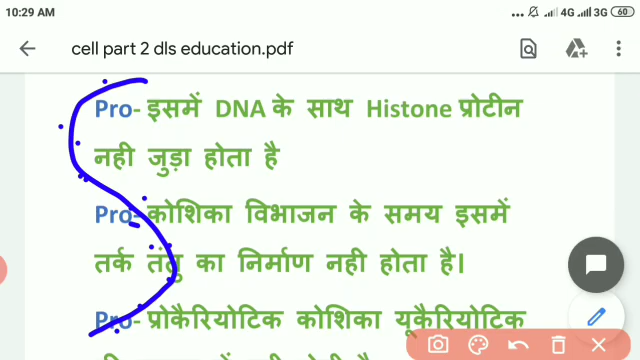 10:29 AM ... 4G 3G 60
cell part 2 dls education.pdf
Pro- इसमें DNA के साथ Histone प्रोटीन
नही जुड़ा होता है
Pro- कोशिका विभाजन के समय इसमें
तर्क तंतु का निर्माण नही होता है।
Pro- प्रोकैरियोटिक कोशिका यूकैरियोटिक